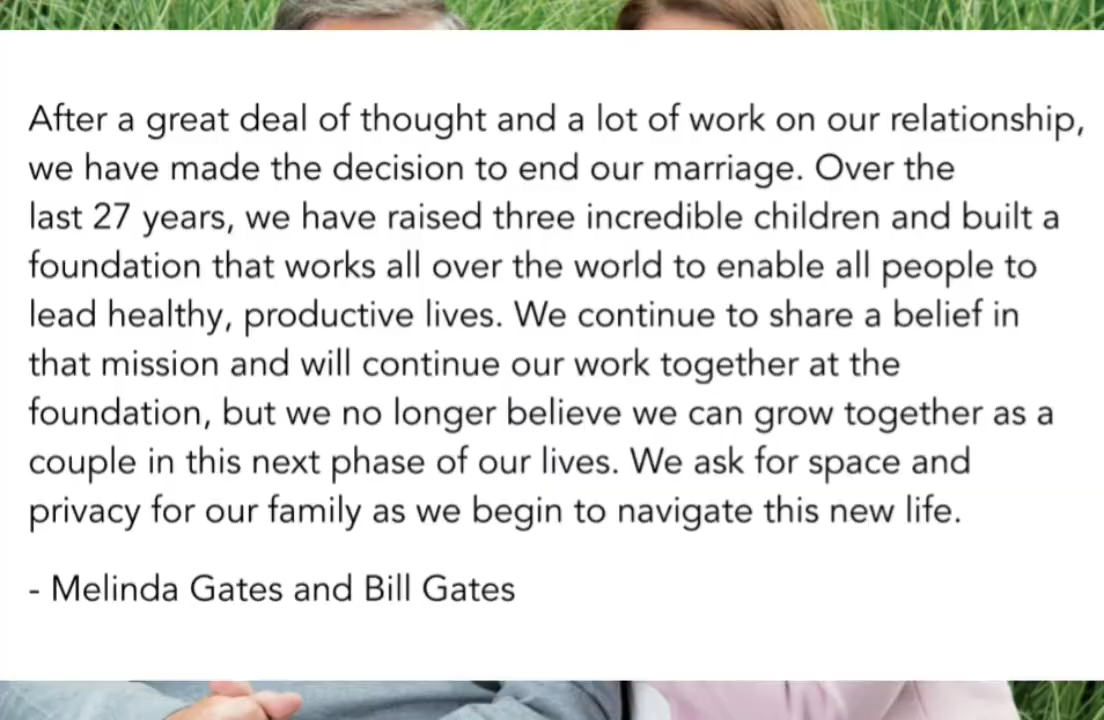 After a great deal of thought and a lot of work on our relationship,
we have made the decision to end our marriage. Over the
last 27 years, we have raised three incredible children and built a
foundation that works all over the world to enable all people to
lead healthy, productive lives. We continue to share a belief in
that mission and will continue our work together at the
foundation, but we no longer believe we can grow together as a
couple in this next phase of our lives. We ask for space and
privacy for our family as we begin to navigate this new life.
- Melinda Gates and Bill Gates